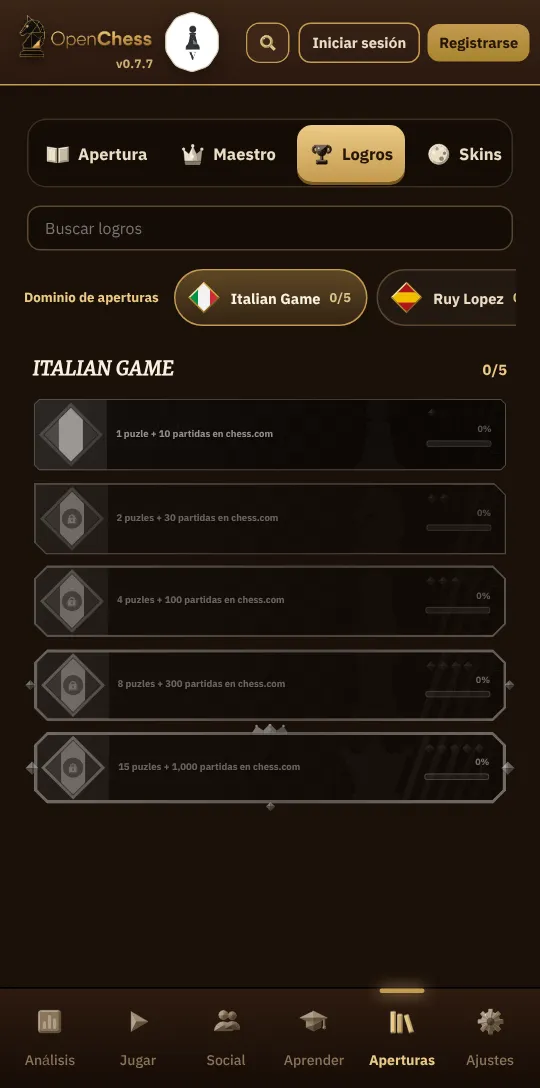 OpenChess
v0.7.7
V
Iniciar sesión
Registrarse
Apertura
Maestro
Logros
Skins
Buscar logros
Dominio de aperturas
Italian Game 0/5
Ruy Lopez
ITALIAN GAME
0/5
1 puzle + 10 partidas en chess.com
0%
2 puzles + 30 partidas en chess.com
0%
4 puzles + 100 partidas en chess.com
0%
8 puzles + 300 partidas en chess.com
0%
15 puzles + 1,000 partidas en chess.com
0%
Análisis
Jugar
Social
Aprender
Aperturas
Ajustes